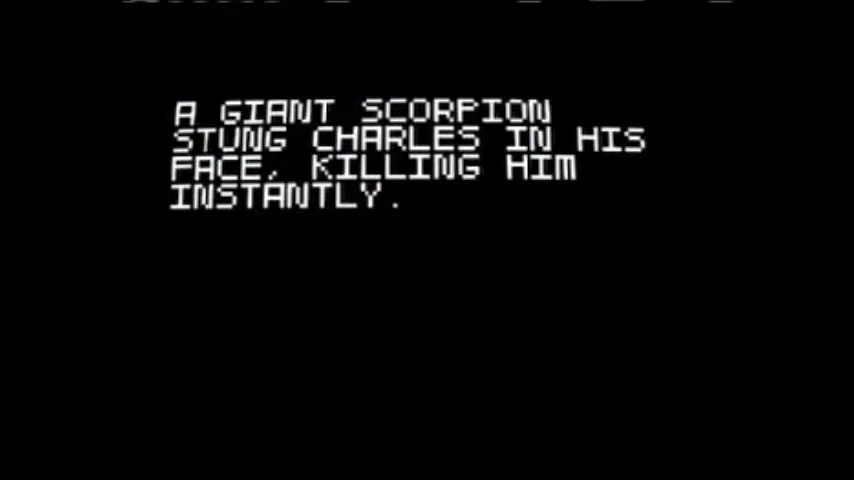 A GIANT SCORPION
STUNG CHARLES IN HIS
FACE, KILLING HIM
INSTANTLY.